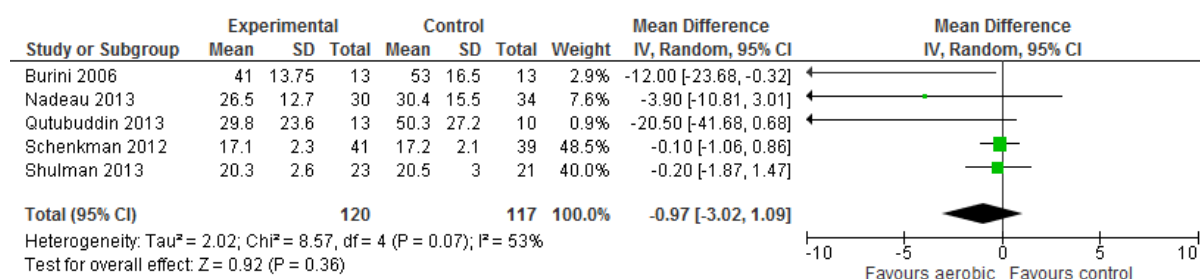 Experimental Control Mean Difference Mean Difference
Study or Subgroup Mean SD Total Mean SD Total Weight IV, Random, 95% CI IV, Random, 95% CI
Burini 2006 41 13.75 13 53 16.5 13 2.9% -12.00 [-23.68, -0.32]
Nadeau 2013 26.5 12.7 30 30.4 15.5 34 7.6% -3.90 [-10.81, 3.01]
Qutubuddin 2013 29.8 23.6 13 50.3 27.2 10 0.9% -20.50 [-41.68, 0.68]
Schenkman 2012 17.1 2.3 41 17.2 2.1 39 48.5% -0.10 [-1.06, 0.86]
Shulman 2013 20.3 2.6 23 20.5 3 21 40.0% -0.20 [-1.87, 1.47]
Total (95% CI) 120 117 100.0% -0.97 [-3.02, 1.09]
Heterogeneity: Tau² = 2.02; Chi² = 8.57, df = 4 (P = 0.07); I² = 53%
Test for overall effect: Z = 0.92 (P = 0.36)
-10 -5 0 5 10
Favours aerobic Favours control